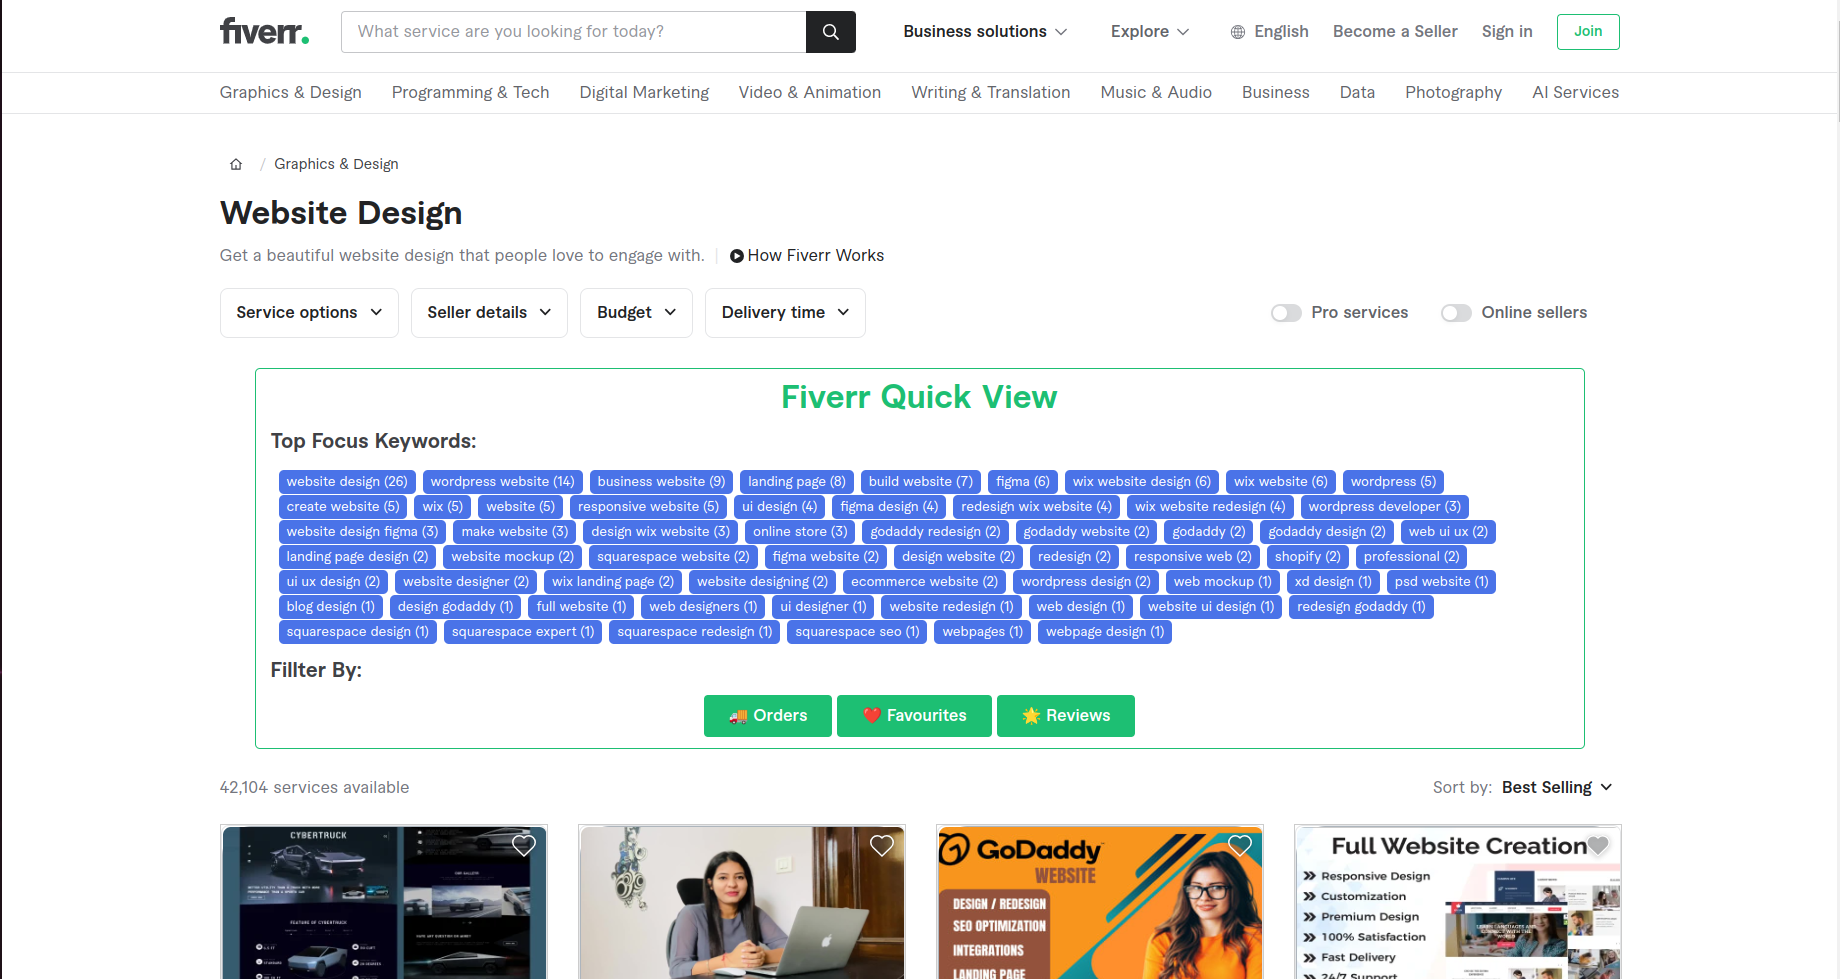 fiverr.
What service are you looking for today?
Business solutions
Explore
English
Become a Seller
Sign in
Join
Graphics & Design
Programming & Tech
Digital Marketing
Video & Animation
Writing & Translation
Music & Audio
Business
Data
Photography
AI Services
/ Graphics & Design
Website Design
Get a beautiful website design that people love to engage with.
How Fiverr Works
Service options
Seller details
Budget
Delivery time
Pro services
Online sellers
Fiverr Quick View
Top Focus Keywords:
website design (26) wordpress website (14) business website (9) landing page (8) build website (7) figma (6) wix website design (6) wix website (6) wordpress (5)
create website (5) wix (5) website (5) responsive website (5) ui design (4) figma design (4) redesign wix website (4) wix website redesign (4) wordpress developer (3)
website design figma (3) make website (3) design wix website (3) online store (3) godaddy redesign (2) godaddy website (2) godaddy (2) godaddy design (2) web ui ux (2)
landing page design (2) website mockup (2) squarespace website (2) figma website (2) design website (2) redesign (2) responsive web (2) shopify (2) professional (2)
ui ux design (2) website designer (2) wix landing page (2) website designing (2) ecommerce website (2) wordpress design (2) web mockup (1) xd design (1) psd website (1)
blog design (1) design godaddy (1) full website (1) web designers (1) ui designer (1) website redesign (1) web design (1) website ui design (1) redesign godaddy (1)
squarespace design (1) squarespace expert (1) squarespace redesign (1) squarespace seo (1) webpages (1) webpage design (1)
Fillter By:
🚚 Orders
❤️ Favourites
🌟 Reviews
42,104 services available
Sort by: Best Selling
CYBERTRUCK
OUR GALLERY
FEATURE OF CYBERTRUCK
GoDaddy
WEBSITE
DESIGN / REDESIGN
SEO OPTIMIZATION
INTEGRATIONS
LANDING PAGE
Full Website Creation
Responsive Design
Customization
Premium Design
100% Satisfaction
Fast Delivery
24/7 Support